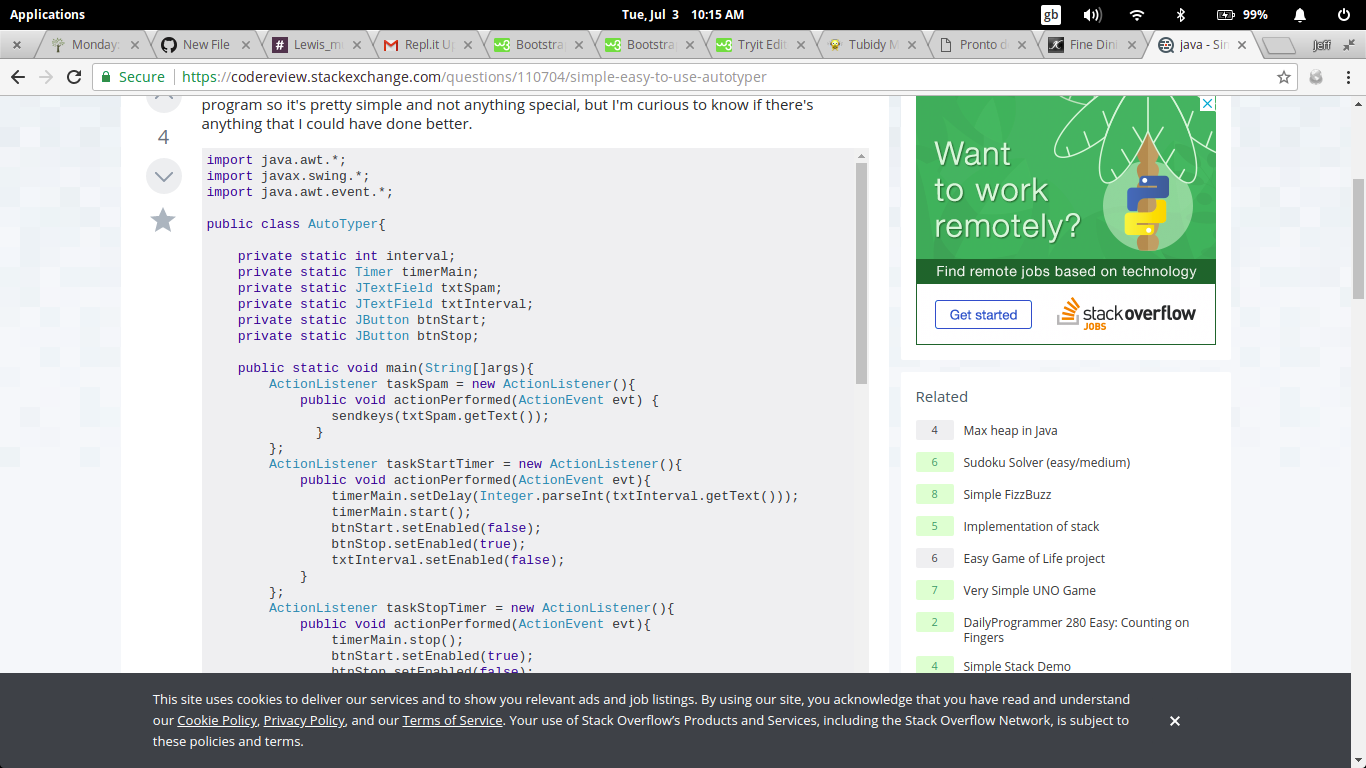 Applications
Tue, Jul 3 10:15 AM
gb
99%
Monday:
New File
Lewis_m
Gmail Repl.it U
Bootstra
Bootstra
Tryit Edit
Tubidy M
Pronto d
Fine Din
java - Sim
Jeff
Secure
https://codereview.stackexchange.com/questions/110704/simple-easy-to-use-autotyper
program so it's pretty simple and not anything special, but I'm curious to know if there's
anything that I could have done better.
4
import java.awt.*;
import javax.swing.*;
import java.awt.event.*;
public class AutoTyper{
private static int interval;
private static Timer timerMain;
private static JTextField txtSpam;
private static JTextField txtInterval;
private static JButton btnStart;
private static JButton btnStop;
public static void main(String[]args){
ActionListener taskSpam = new ActionListener(){
public void actionPerformed(ActionEvent evt) {
sendkeys(txtSpam.getText());
}
};
ActionListener taskStartTimer = new ActionListener(){
public void actionPerformed(ActionEvent evt){
timerMain.setDelay(Integer.parseInt(txtInterval.getText()));
timerMain.start();
btnStart.setEnabled(false);
btnStop.setEnabled(true);
txtInterval.setEnabled(false);
}
};
ActionListener taskStopTimer = new ActionListener(){
public void actionPerformed(ActionEvent evt){
timerMain.stop();
btnStart.setEnabled(true);
btnStop.setEnabled(false);
Want
to work
remotely?
Find remote jobs based on technology
Get started
stackoverflow
JOBS
Related
4 Max heap in Java
6 Sudoku Solver (easy/medium)
8 Simple FizzBuzz
5 Implementation of stack
6 Easy Game of Life project
7 Very Simple UNO Game
2 DailyProgrammer 280 Easy: Counting on
Fingers
4 Simple Stack Demo
This site uses cookies to deliver our services and to show you relevant ads and job listings. By using our site, you acknowledge that you have read and understand
our Cookie Policy, Privacy Policy, and our Terms of Service. Your use of Stack Overflow's Products and Services, including the Stack Overflow Network, is subject to
these policies and terms.